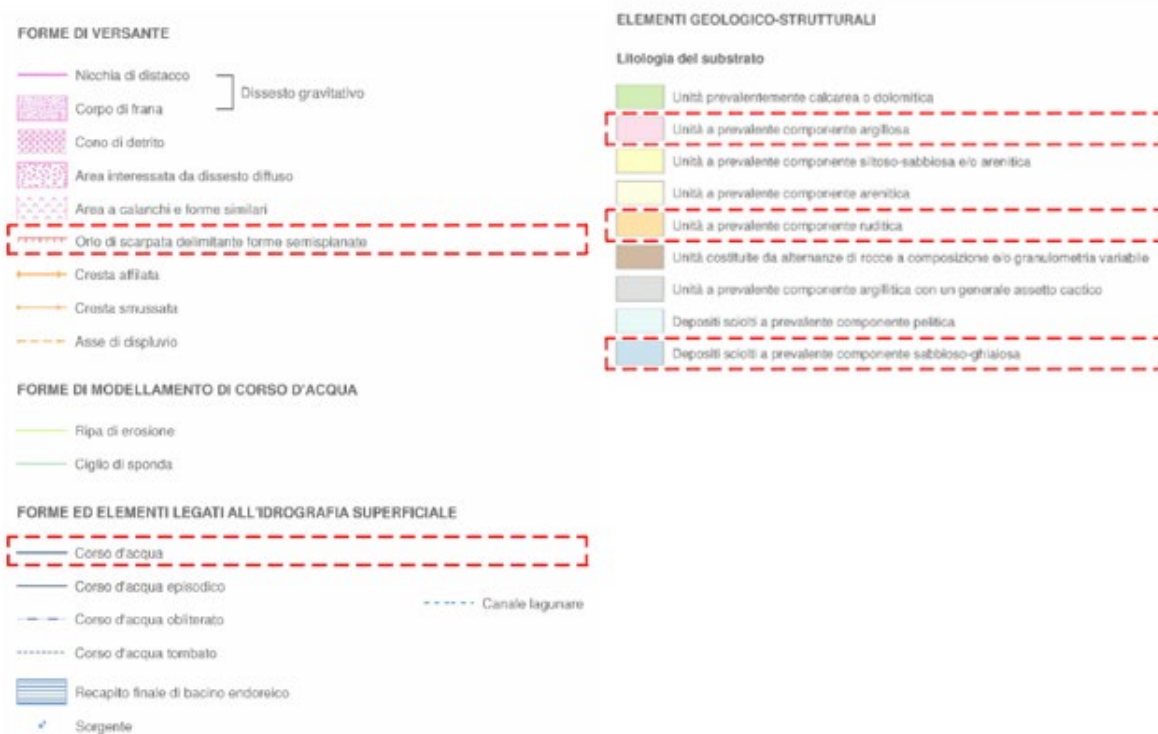 FORME DI VERSANTE
Nicchia di distacco
Dissesto gravitativo
Corpo di frana
Cono di detrito
Area interessata da dissesto diffuso
Area a calanchi e forme similari
Orlo di scarpata delimitante forme semispianate
Cresta affilata
Cresta smussata
Asse di displuvio
FORME DI MODELLAMENTO DI CORSO D'ACQUA
Ripa di erosione
Ciglio di sponda
FORME ED ELEMENTI LEGATI ALL'IDROGRAFIA SUPERFICIALE
Corso d'acqua
Corso d'acqua episodico
Canale lagunare
Corso d'acqua obliterato
Corso d'acqua tombato
Recapito finale di bacino endoreico
Sorgente
ELEMENTI GEOLOGICO-STRUTTURALI
Litologia del substrato
Unità prevalentemente calcarea o dolomitica
Unità a prevalente componente argillosa
Unità a prevalente componente siltoso-sabbiosa e/o arenitica
Unità a prevalente componente arenitica
Unità a prevalente componente ruditica
Unità costituite da alternanze di rocce a composizione e/o granulometria variabile
Unità a prevalente componente argillitica con un generale assetto caotico
Depositi sciolti a prevalente componente pelitica
Depositi sciolti a prevalente componente sabbioso-ghiaiosa